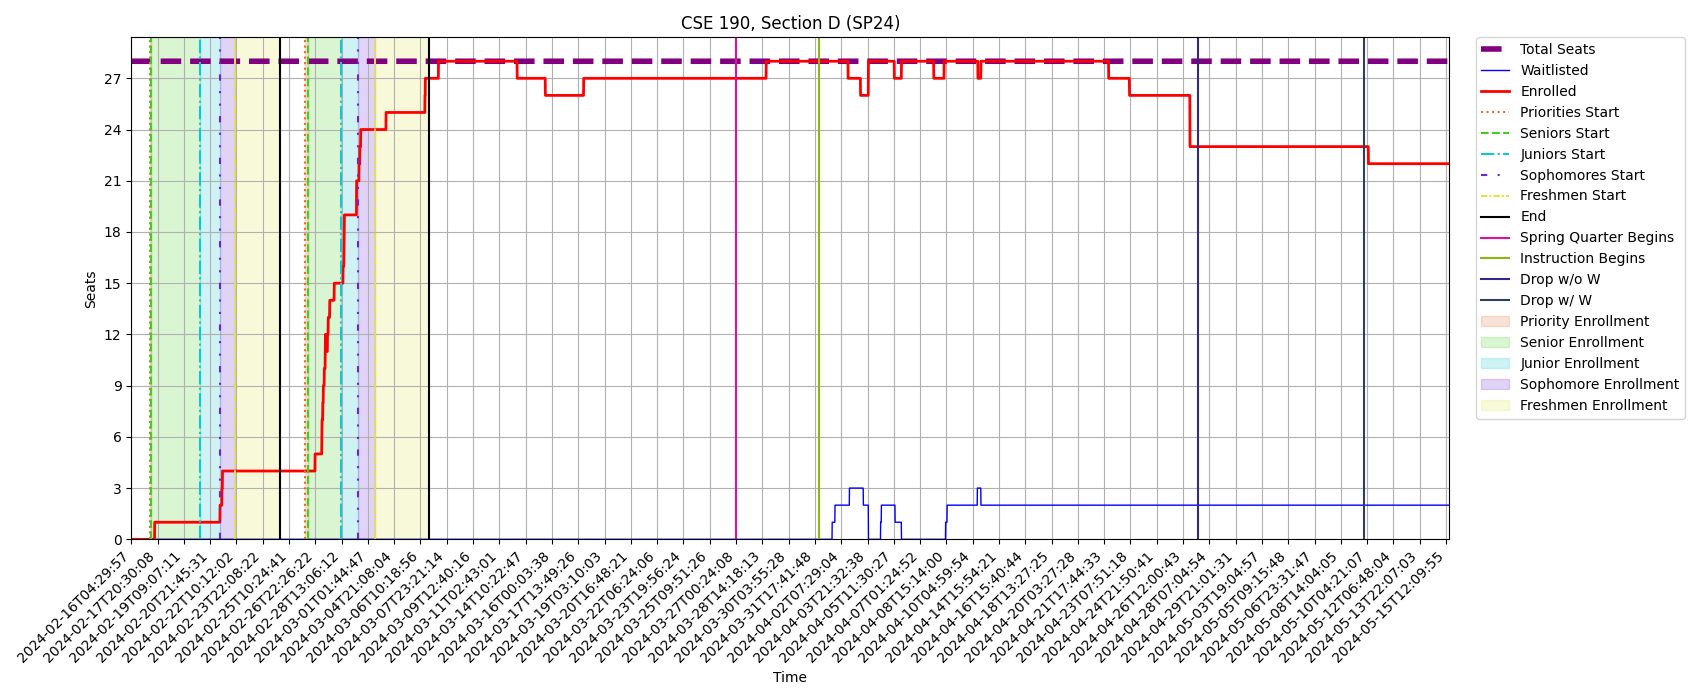 CSE 190, Section D (SP24)
Seats
27
24
21
18
15
12
9
6
3
0
2024-02-16T04:29:57
2024-02-17T20:30:08
2024-02-19T09:07:11
2024-02-20T21:45:31
2024-02-22T10:12:02
2024-02-23T22:08:22
2024-02-25T10:24:41
2024-02-26T22:26:22
2024-02-28T13:06:12
2024-03-01T01:44:47
2024-03-04T21:08:04
2024-03-06T10:18:56
2024-03-07T23:21:14
2024-03-09T12:40:16
2024-03-11T02:43:01
2024-03-14T10:22:47
2024-03-16T00:03:38
2024-03-17T13:49:26
2024-03-19T03:10:03
2024-03-20T16:48:21
2024-03-22T06:24:06
2024-03-23T19:56:24
2024-03-25T09:51:26
2024-03-27T00:24:08
2024-03-28T14:18:13
2024-03-30T03:55:28
2024-03-31T17:41:48
2024-04-02T07:29:04
2024-04-03T21:32:38
2024-04-05T11:30:27
2024-04-07T01:24:52
2024-04-08T15:14:00
2024-04-10T04:59:54
2024-04-14T15:54:21
2024-04-16T15:40:44
2024-04-18T13:27:25
2024-04-20T03:27:28
2024-04-21T17:44:33
2024-04-23T07:51:18
2024-04-24T21:50:41
2024-04-26T12:00:43
2024-04-28T07:04:54
2024-04-29T21:01:31
2024-05-03T19:04:57
2024-05-05T09:15:48
2024-05-06T23:31:47
2024-05-08T14:04:05
2024-05-10T04:21:07
2024-05-12T06:48:04
2024-05-13T22:07:03
2024-05-15T12:09:55
Time
Total Seats
Waitlisted
Enrolled
Priorities Start
Seniors Start
Juniors Start
Sophomores Start
Freshmen Start
End
Spring Quarter Begins
Instruction Begins
Drop w/o W
Drop w/ W
Priority Enrollment
Senior Enrollment
Junior Enrollment
Sophomore Enrollment
Freshmen Enrollment